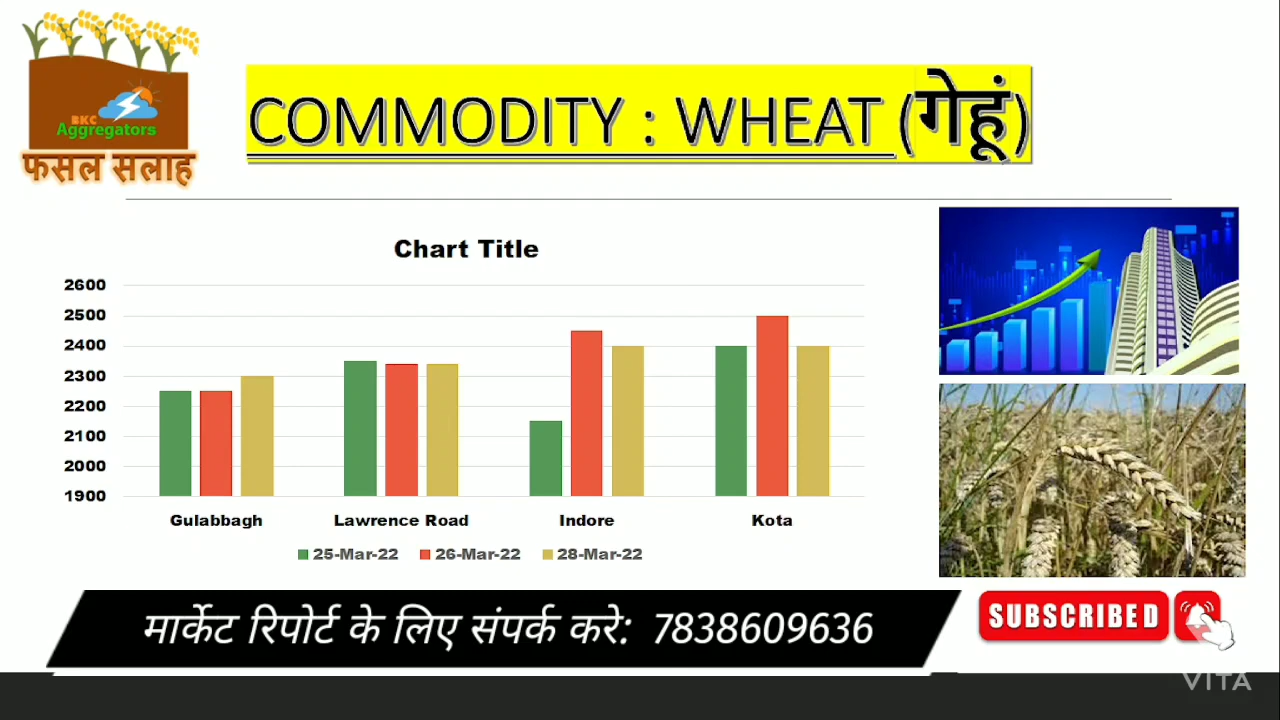 BKC
Aggregators
फसल सलाह
COMMODITY : WHEAT (गेहूं)
Chart Title
2600
2500
2400
2300
2200
2100
2000
1900
Gulabbagh Lawrence Road Indore Kota
25-Mar-22 26-Mar-22 28-Mar-22
मार्केट रिपोर्ट के लिए संपर्क करे: 7838609636
SUBSCRIBED
VITA